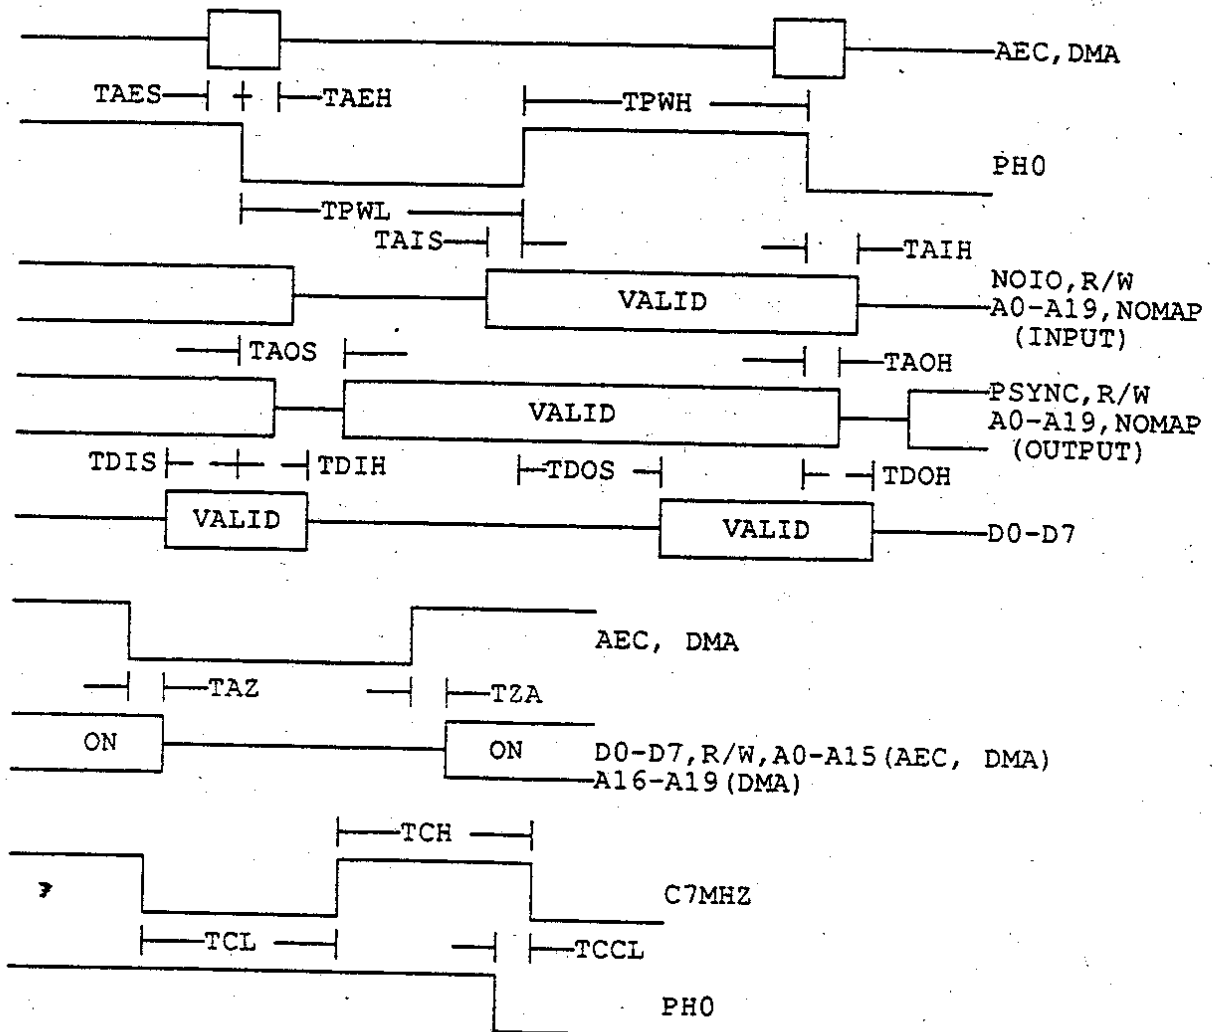 AEC,DMA
TAES TAEH TPWH
PH0
TPWL
TAIS TAIH
VALID NOIO,R/W
A0-A19,NOMAP
(INPUT)
TAOS TAOH
VALID PSYNC,R/W
A0-A19,NOMAP
(OUTPUT)
TDIS TDIH TDOS TDOH
VALID VALID D0-D7
AEC, DMA
TAZ TZA
ON ON D0-D7,R/W,A0-A15(AEC, DMA)
A16-A19(DMA)
TCH
C7MHZ
TCL TCCL
PH0